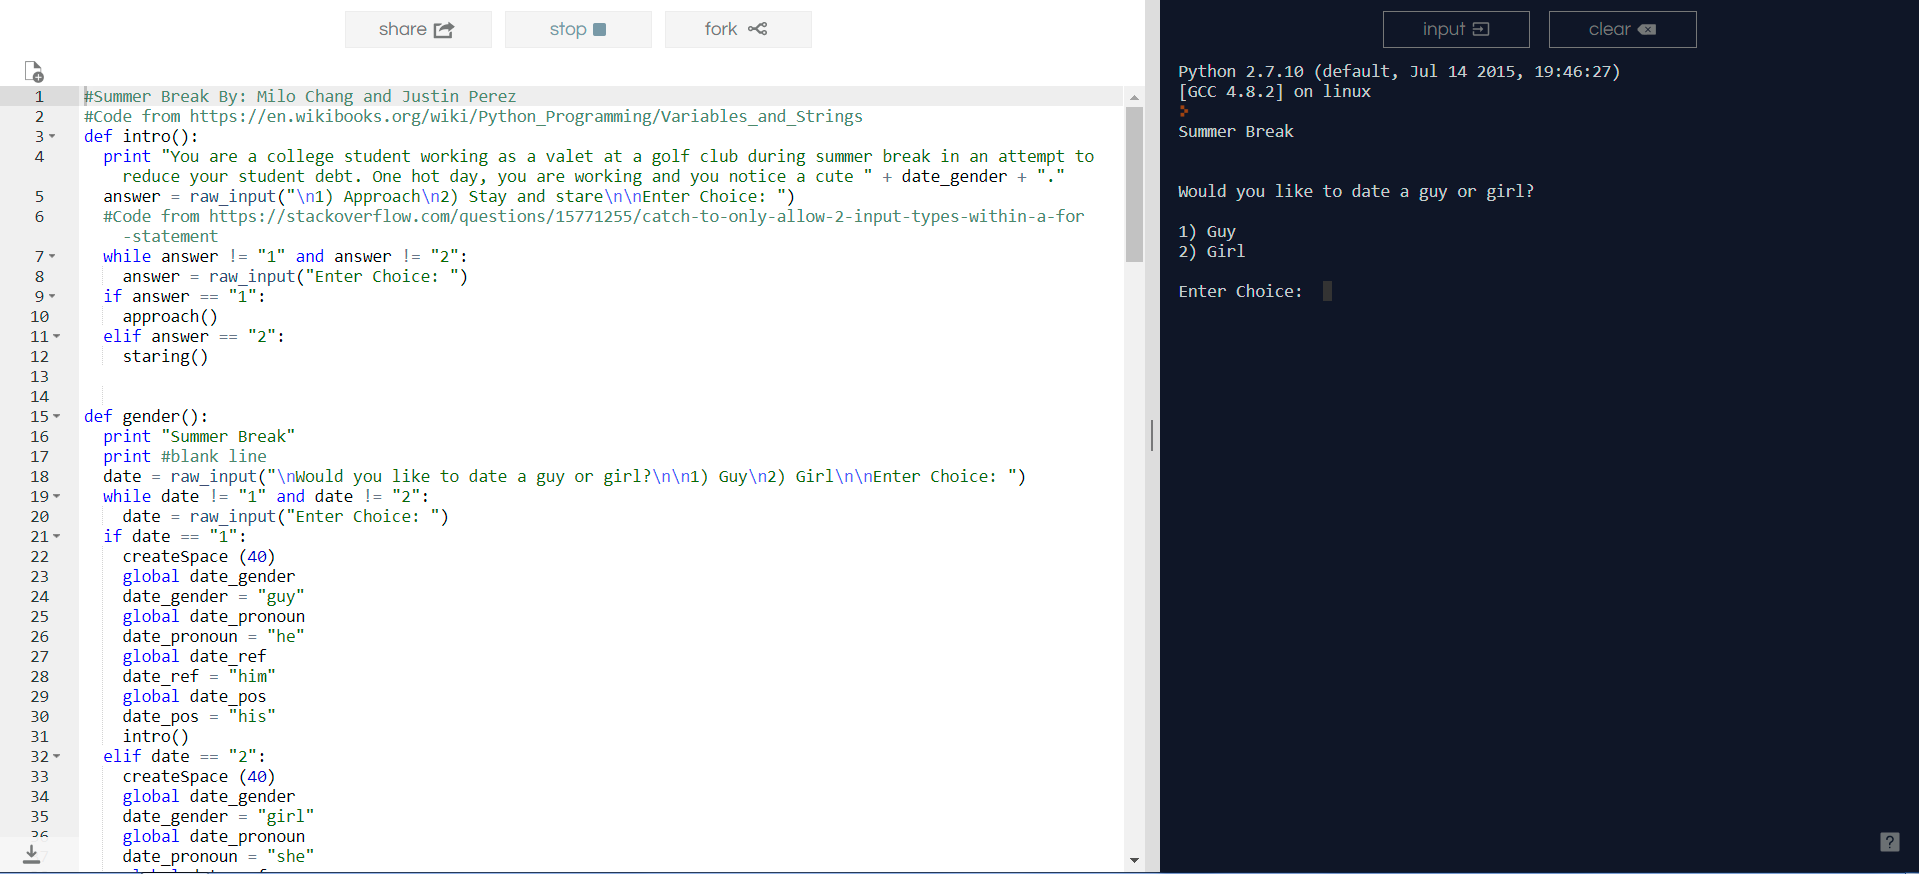 share
stop
fork
input
clear
1 #Summer Break By: Milo Chang and Justin Perez
2 #Code from https://en.wikibooks.org/wiki/Python_Programming/Variables_and_Strings
3 def intro():
4 print "You are a college student working as a valet at a golf club during summer break in an attempt to
reduce your student debt. One hot day, you are working and you notice a cute " + date_gender + "."
5 answer = raw_input("\n1) Approach\n2) Stay and stare\n\nEnter Choice: ")
6 #Code from https://stackoverflow.com/questions/15771255/catch-to-only-allow-2-input-types-within-a-for
-statement
7 while answer != "1" and answer != "2":
8 answer = raw_input("Enter Choice: ")
9 if answer == "1":
10 approach()
11 elif answer == "2":
12 staring()
13
14
15 def gender():
16 print "Summer Break"
17 print #blank line
18 date = raw_input("\nWould you like to date a guy or girl?\n\n1) Guy\n2) Girl\n\nEnter Choice: ")
19 while date != "1" and date != "2":
20 date = raw_input("Enter Choice: ")
21 if date == "1":
22 createSpace (40)
23 global date_gender
24 date_gender = "guy"
25 global date_pronoun
26 date_pronoun = "he"
27 global date_ref
28 date_ref = "him"
29 global date_pos
30 date_pos = "his"
31 intro()
32 elif date == "2":
33 createSpace (40)
34 global date_gender
35 date_gender = "girl"
36 global date_pronoun
date_pronoun = "she"
Python 2.7.10 (default, Jul 14 2015, 19:46:27)
[GCC 4.8.2] on linux
Summer Break
Would you like to date a guy or girl?
1) Guy
2) Girl
Enter Choice:
?